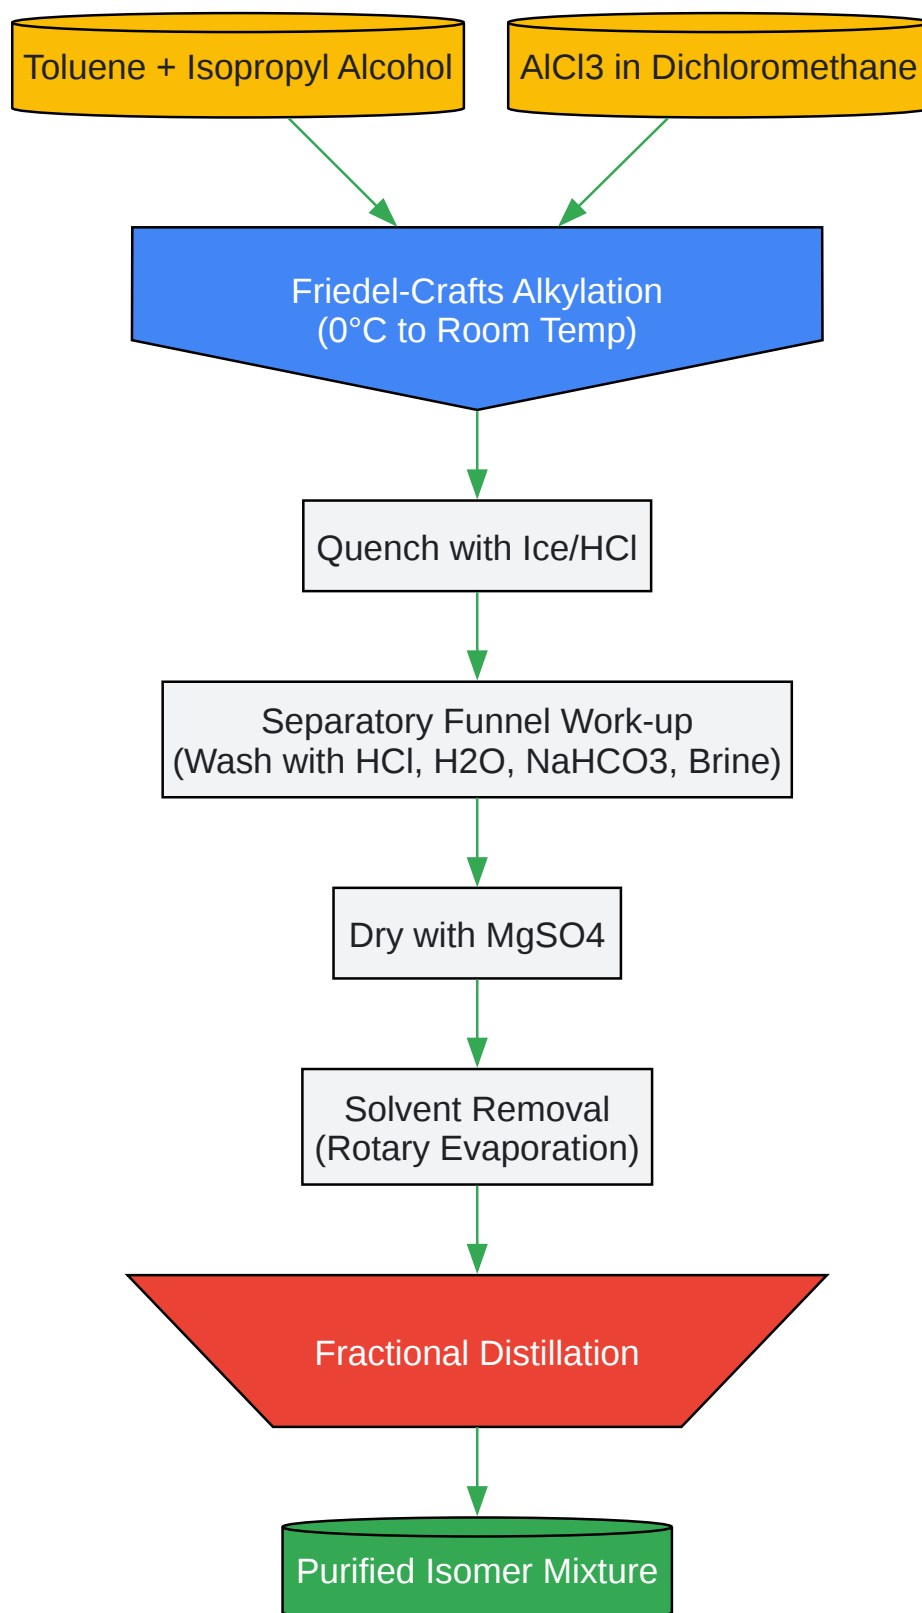 Toluene + Isopropyl Alcohol
AlCl3 in Dichloromethane
Friedel-Crafts Alkylation
(0°C to Room Temp)
Quench with Ice/HCl
Separatory Funnel Work-up
(Wash with HCl, H2O, NaHCO3, Brine)
Dry with MgSO4
Solvent Removal
(Rotary Evaporation)
Fractional Distillation
Purified Isomer Mixture